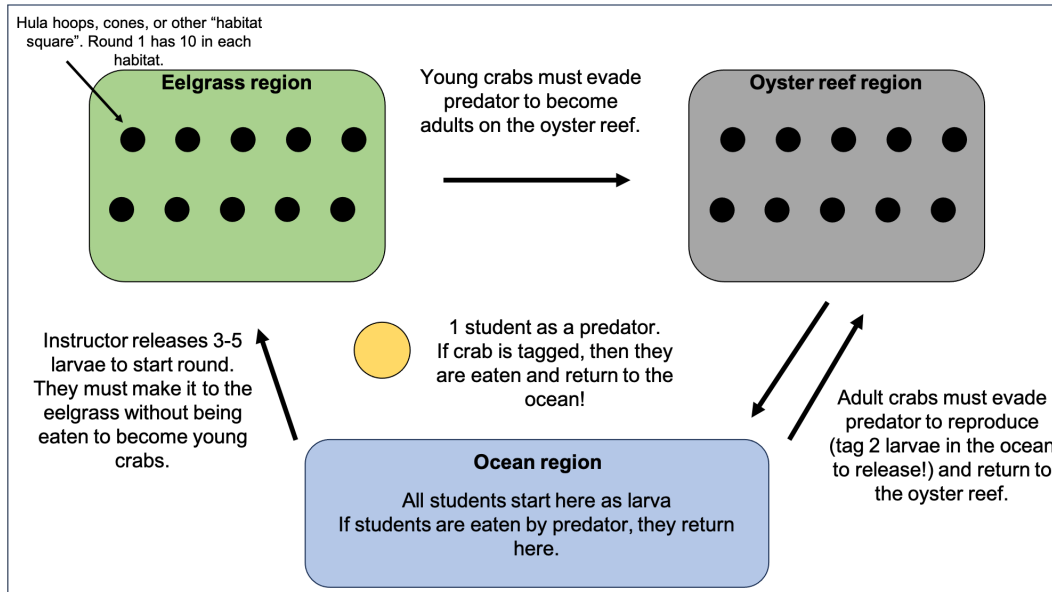 Hula hoops, cones, or other “habitat
square”. Round 1 has 10 in each
habitat.
Eelgrass region
Young crabs must evade
predator to become
adults on the oyster reef.
Oyster reef region
Instructor releases 3-5
larvae to start round.
They must make it to the
eelgrass without being
eaten to become young
crabs.
1 student as a predator.
If crab is tagged, then they
are eaten and return to the
ocean!
Adult crabs must evade
predator to reproduce
(tag 2 larvae in the ocean
to release!) and return to
the oyster reef.
Ocean region
All students start here as larva
If students are eaten by predator, they return
here.